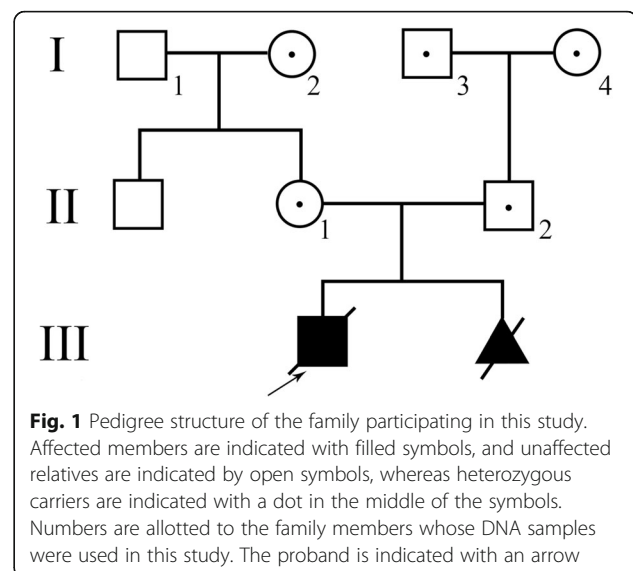 I
1
2
3
4
II
1
2
III
Fig. 1 Pedigree structure of the family participating in this study.
Affected members are indicated with filled symbols, and unaffected
relatives are indicated by open symbols, whereas heterozygous
carriers are indicated with a dot in the middle of the symbols.
Numbers are allotted to the family members whose DNA samples
were used in this study. The proband is indicated with an arrow